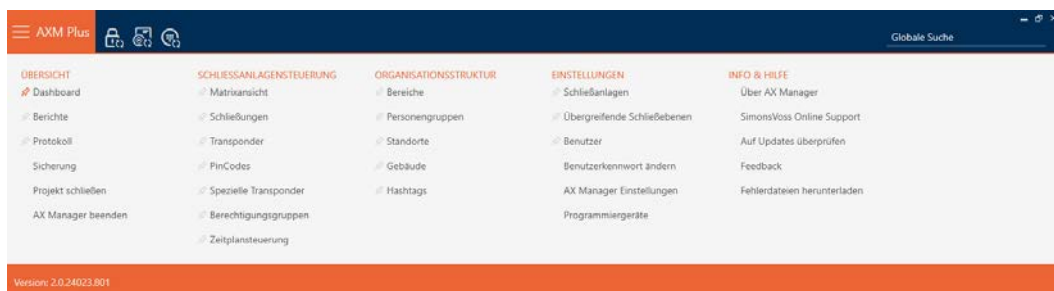 AXM Plus
Globale Suche
ÜBERSICHT
Dashboard
Berichte
Protokoll
Sicherung
Projekt schließen
AX Manager beenden
SCHLIESSANLAGENSTEUERUNG
Matrixansicht
Schließungen
Transponder
PinCodes
Spezielle Transponder
Berechtigungsgruppen
Zeitplansteuerung
ORGANISATIONSSTRUKTUR
Bereiche
Personengruppen
Standorte
Gebäude
Hashtags
EINSTELLUNGEN
Schließanlagen
Übergreifende Schließebenen
Benutzer
Benutzerkennwort ändern
AX Manager Einstellungen
Programmiergeräte
INFO & HILFE
Über AX Manager
SimonsVoss Online Support
Auf Updates überprüfen
Feedback
Fehlerdateien herunterladen
Version: 2.0.24023.801